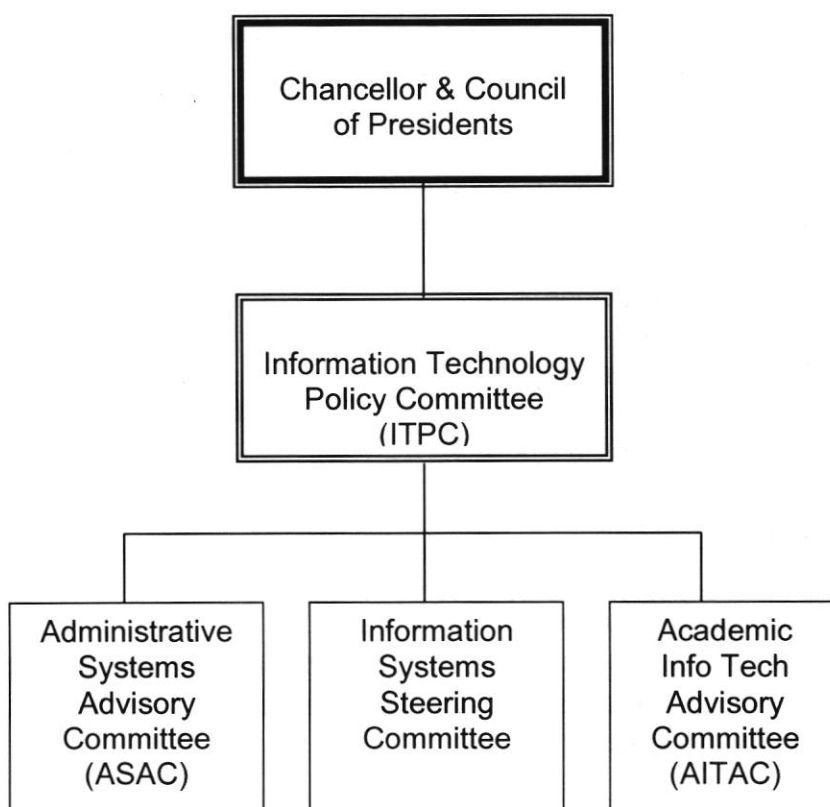 Chancellor & Council
of Presidents
Information Technology
Policy Committee
(ITPC)
Administrative
Systems
Advisory
Committee
(ASAC)
Information
Systems
Steering
Committee
Academic
Info Tech
Advisory
Committee
(AITAC)